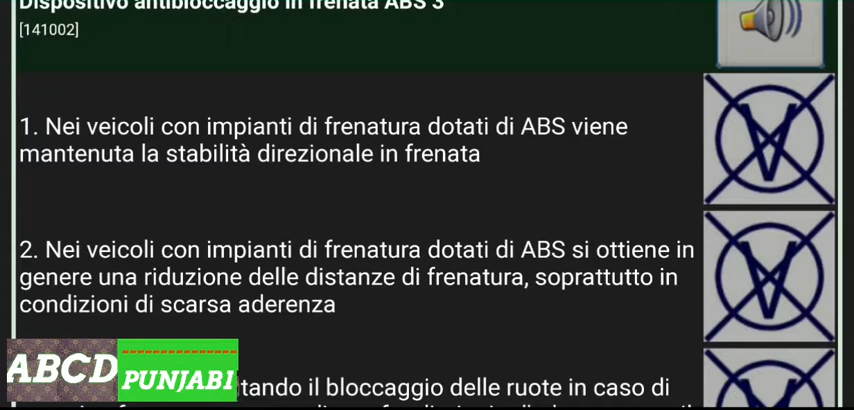 Dispositivo antibloccaggio in frenata ABS 3
[141002]
1. Nei veicoli con impianti di frenatura dotati di ABS viene
mantenuta la stabilità direzionale in frenata
V
2. Nei veicoli con impianti di frenatura dotati di ABS si ottiene in
genere una riduzione delle distanze di frenatura, soprattutto in
condizioni di scarsa aderenza
V
ABCD PUNJABI
itando il bloccaggio delle ruote in caso di